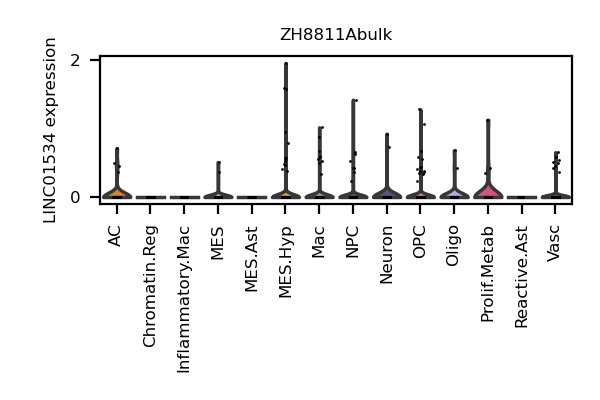 ZH8811Abulk
LINC01534 expression
2
0
AC
Chromatin.Reg
Inflammatory.Mac
MES
MES.Ast
MES.Hyp
Mac
NPC
Neuron
OPC
Oligo
Prolif.Metab
Reactive.Ast
Vasc